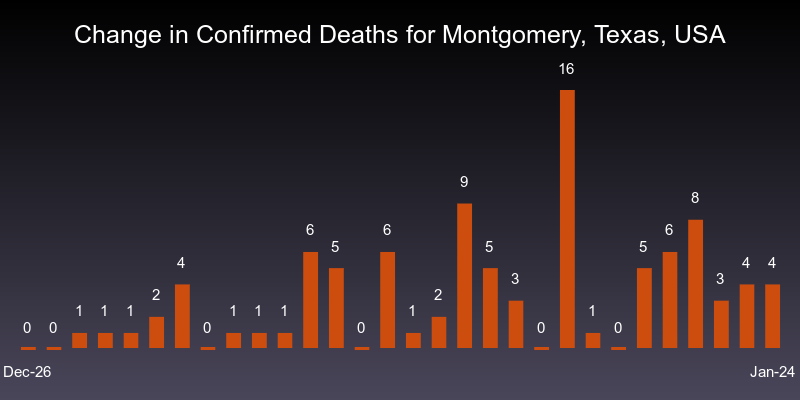 Change in Confirmed Deaths for Montgomery, Texas, USA
0 0 1 1 1 2 4 0 1 1 1 6 5 0 6 1 2 9 5 3 0 16 1 0 5 6 8 3 4 4
Dec-26 Jan-24